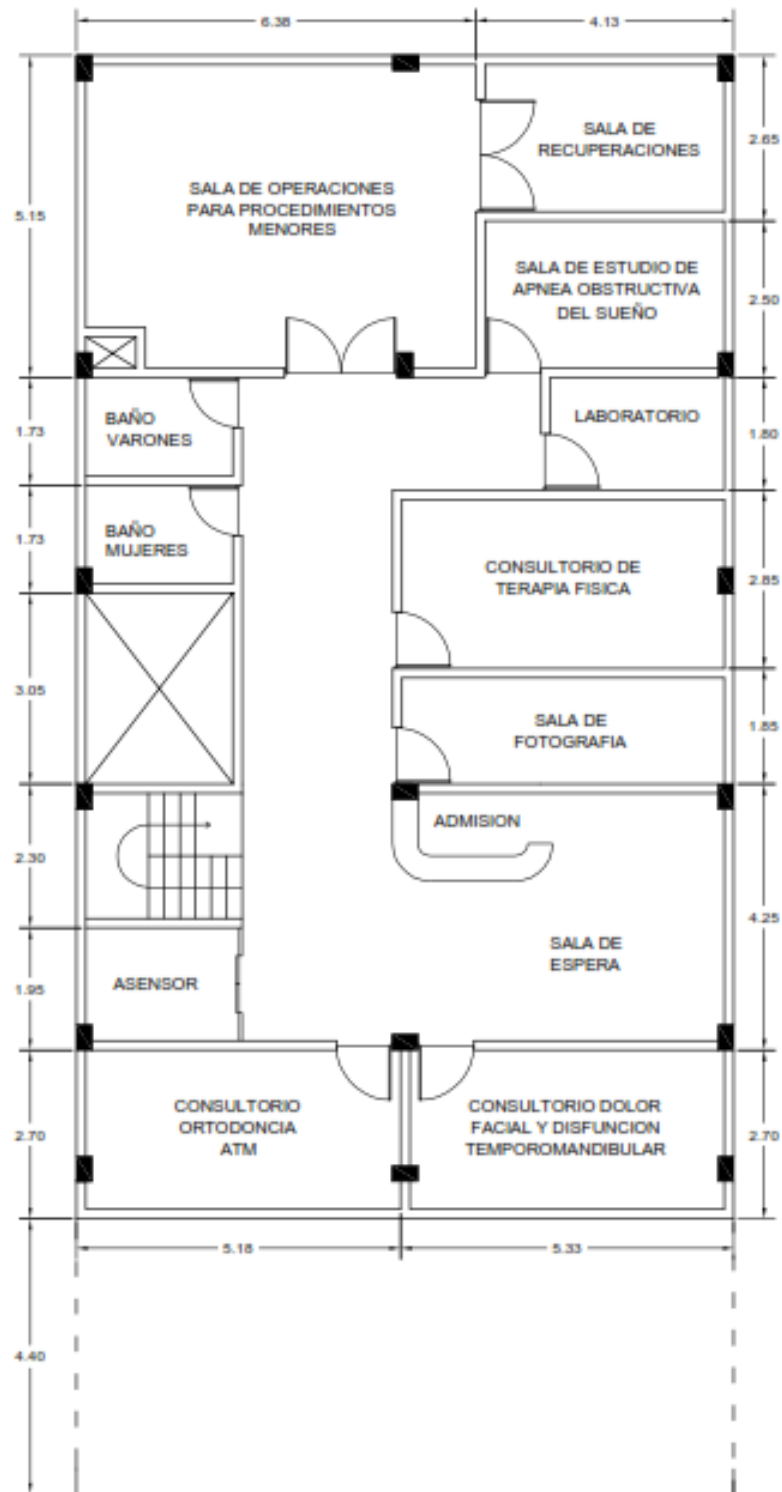 6.38
4.13
5.15
2.65
SALA DE
RECUPERACIONES
SALA DE OPERACIONES
PARA PROCEDIMIENTOS
MENORES
SALA DE ESTUDIO DE
APNEA OBSTRUCTIVA
DEL SUEÑO
2.50
1.73
BAÑO
VARONES
LABORATORIO
1.80
1.73
BAÑO
MUJERES
CONSULTORIO DE
TERAPIA FISICA
2.85
3.05
SALA DE
FOTOGRAFIA
1.85
2.30
ADMISION
4.25
SALA DE
ESPERA
1.95
ASENSOR
2.70
CONSULTORIO
ORTODONCIA
ATM
CONSULTORIO DOLOR
FACIAL Y DISFUNCION
TEMPOROMANDIBULAR
2.70
5.18
5.33
4.40